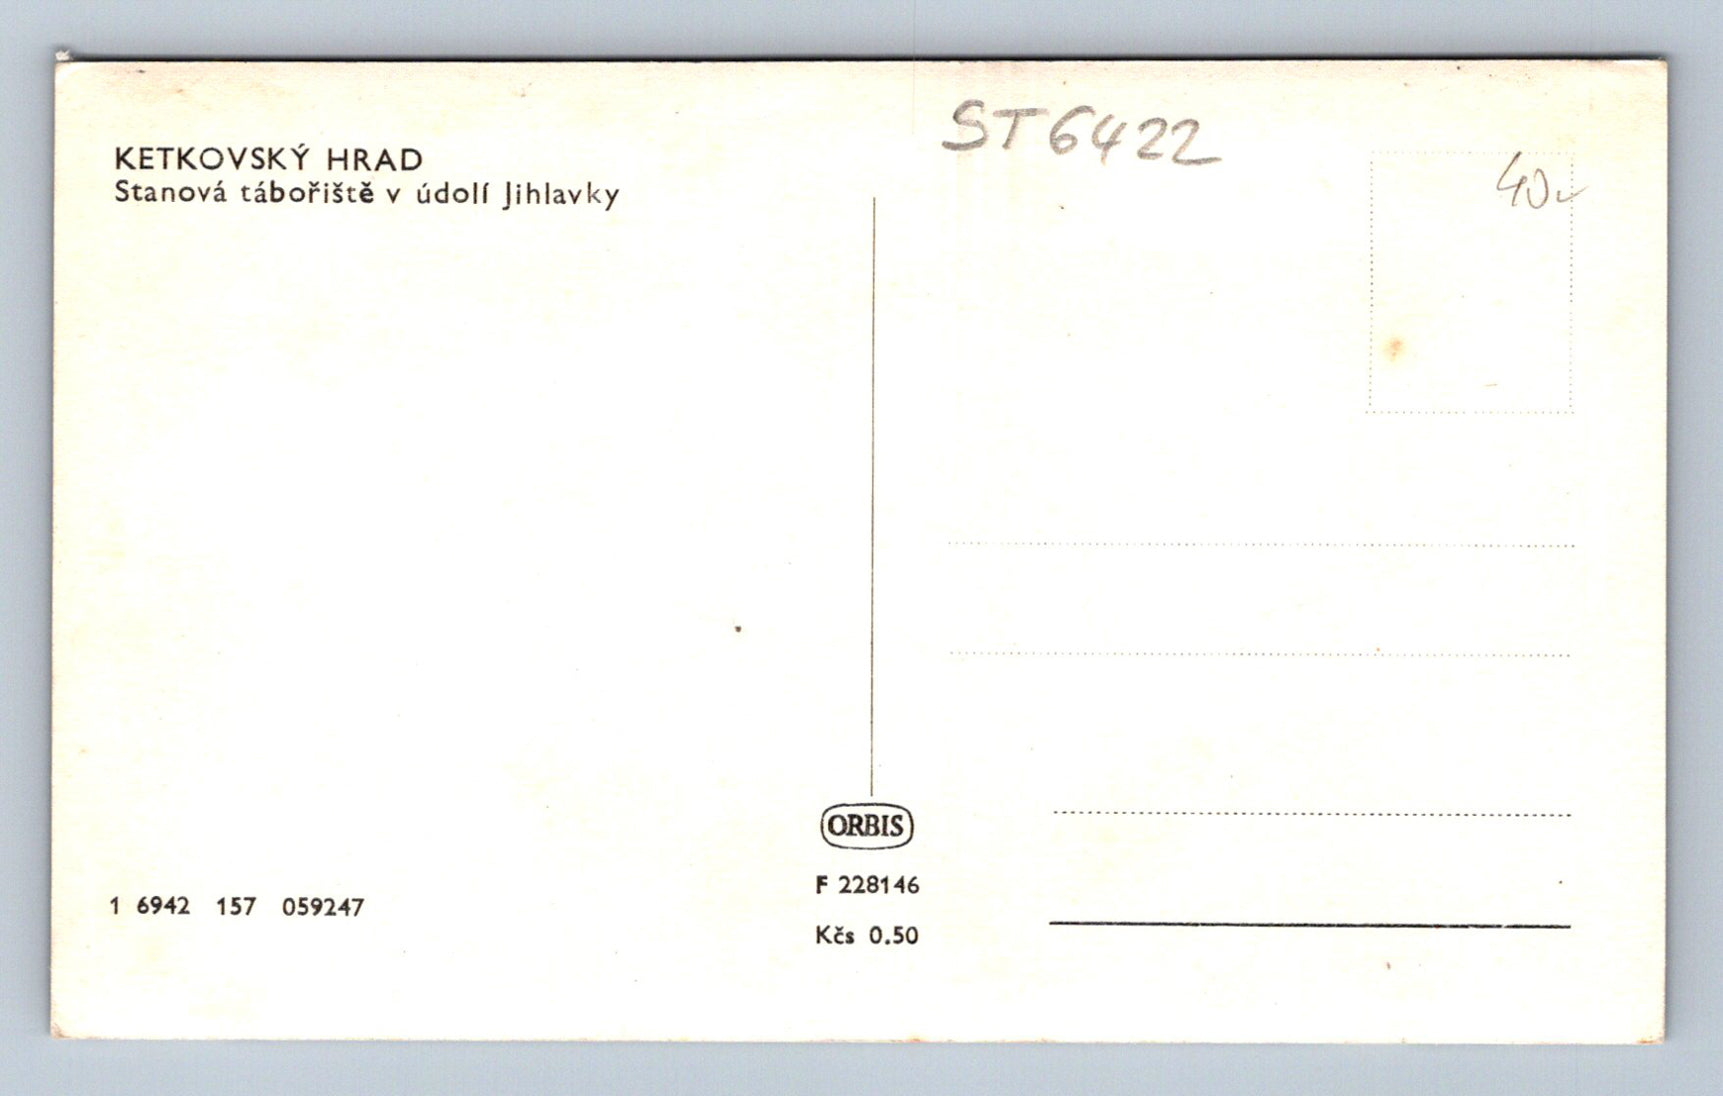 KETKOVSKÝ HRAD
Stanová tábořiště v údolí Jihlavky
ST6422
40,-
ORBIS
F 228146
Kčs 0.50
1 6942 157 059247